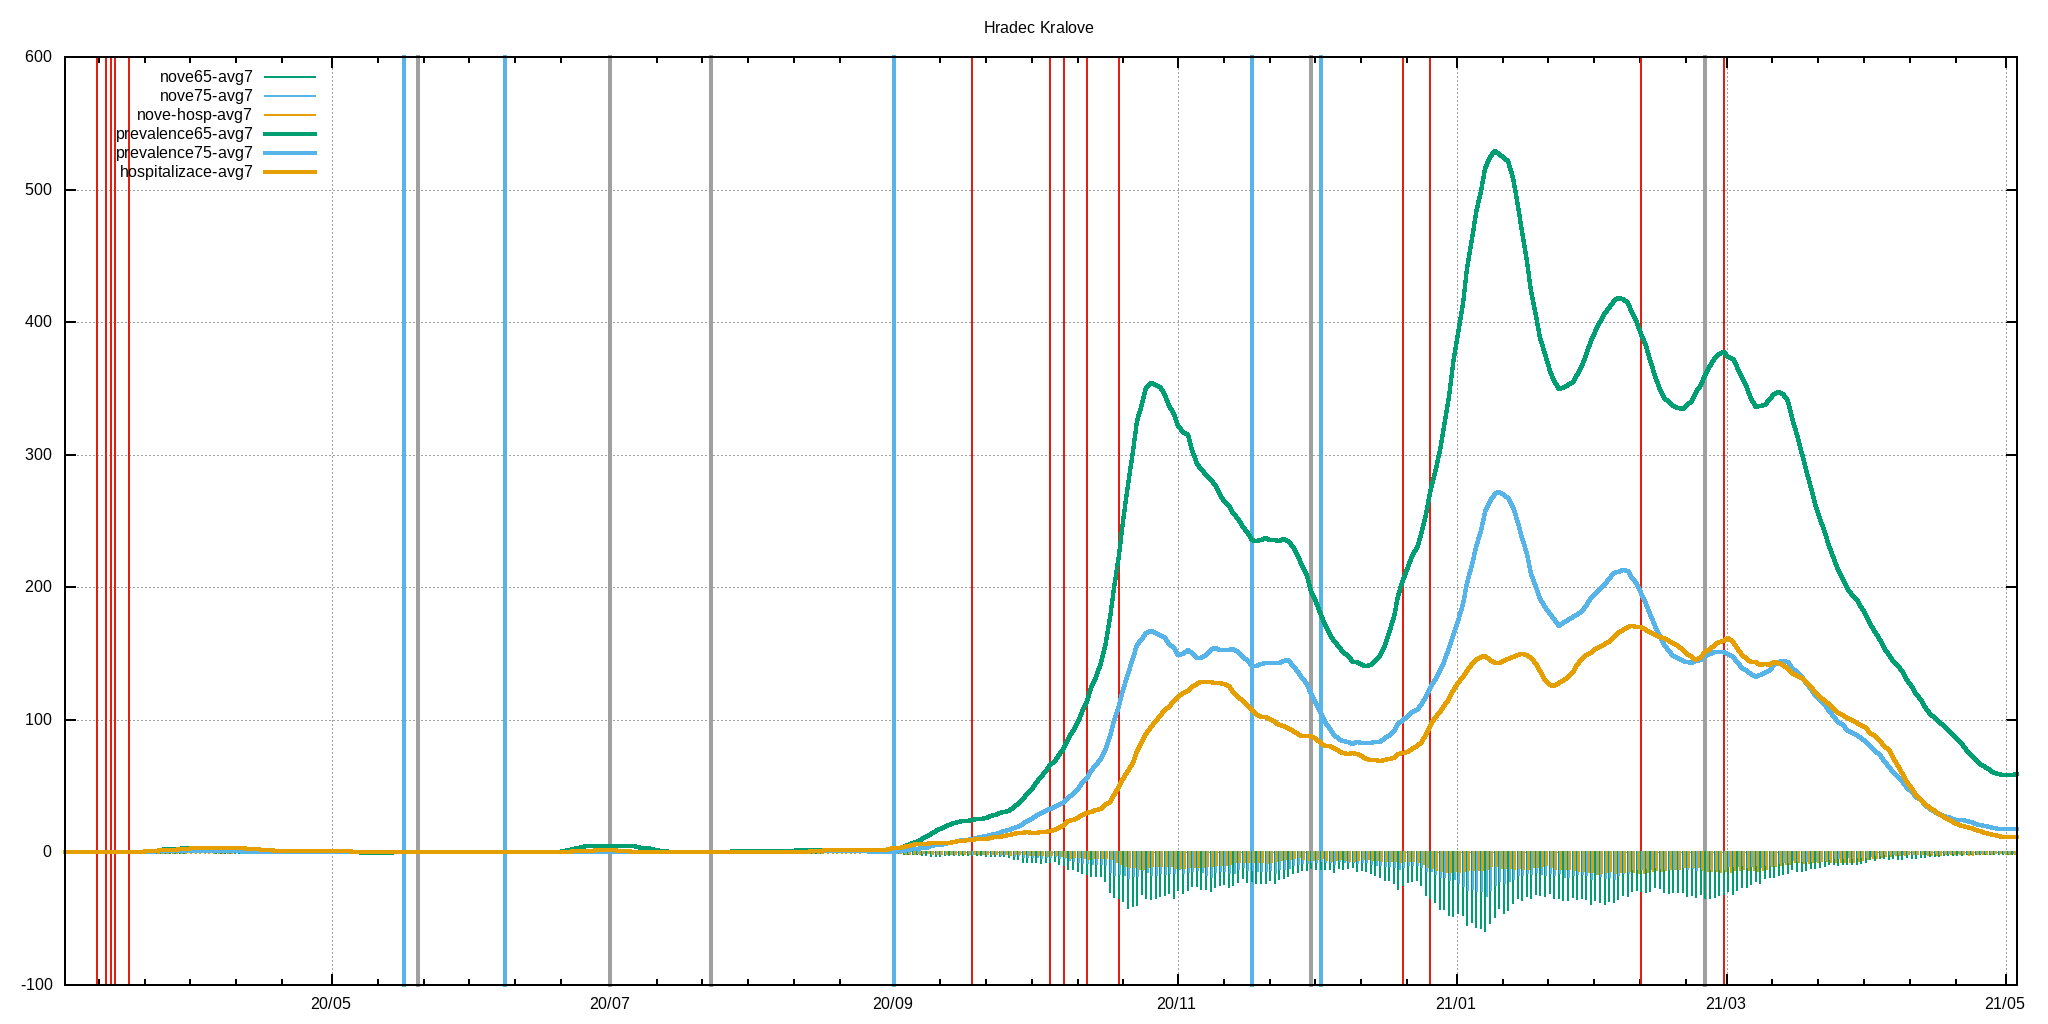 Hradec Kralove
600
500
400
300
200
100
0
-100
nove65-avg7
nove75-avg7
nove-hosp-avg7
prevalence65-avg7
prevalence75-avg7
hospitalizace-avg7
20/05
20/07
20/09
20/11
21/01
21/03
21/05